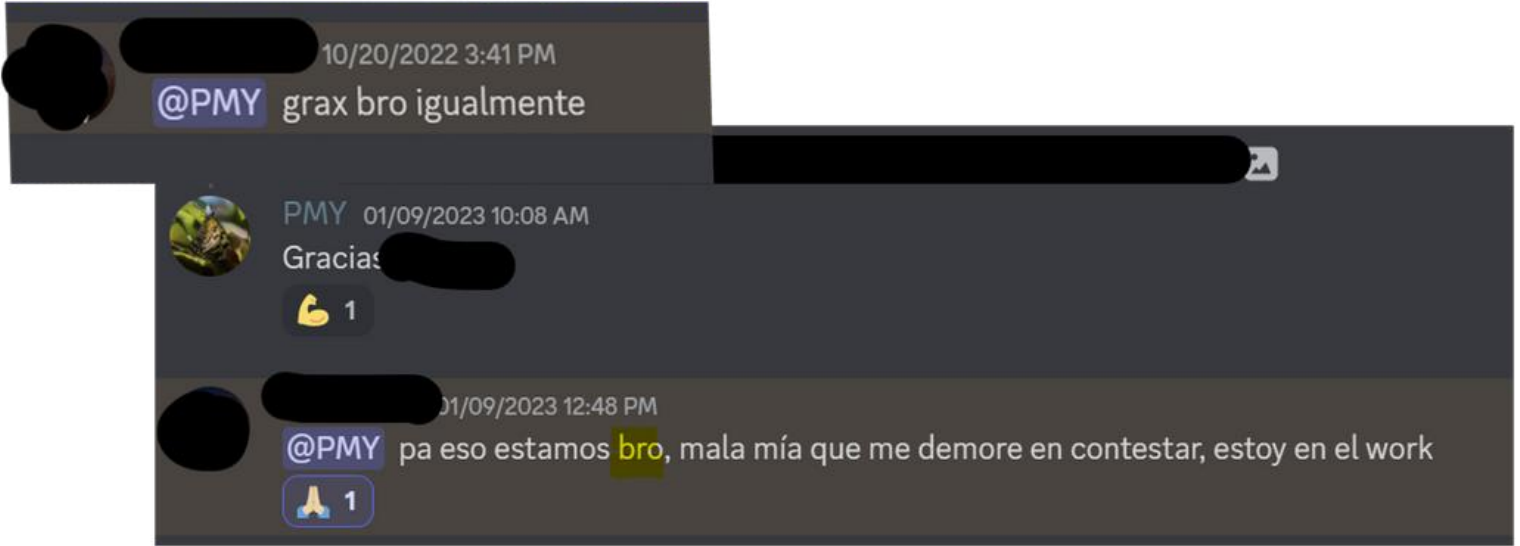 10/20/2022 3:41 PM
@PMY grax bro igualmente
PMY 01/09/2023 10:08 AM
Gracias
💪 1
01/09/2023 12:48 PM
@PMY pa eso estamos bro, mala mía que me demore en contestar, estoy en el work
🙏🏼 1